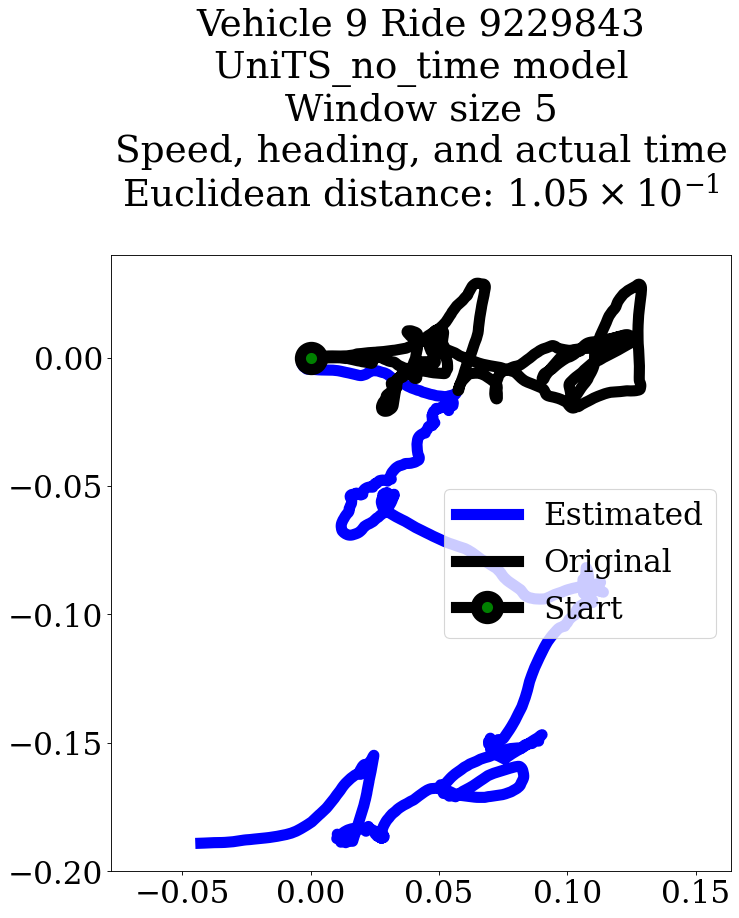 Vehicle 9 Ride 9229843
UniTS_no_time model
Window size 5
Speed, heading, and actual time
Euclidean distance: 1.05 × 10⁻¹
0.00
−0.05
−0.10
−0.15
−0.20
Estimated
Original
Start
−0.05 0.00 0.05 0.10 0.15